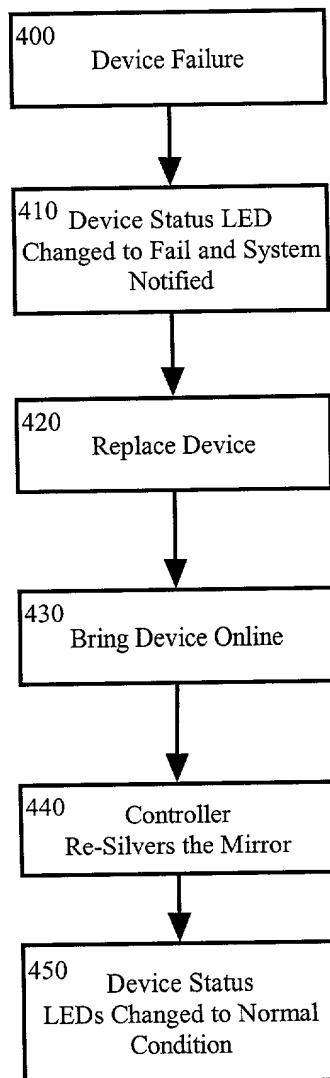 400
Device Failure
410
Device Status LED
Changed to Fail and System
Notified
420
Replace Device
430
Bring Device Online
440
Controller
Re-Silvers the Mirror
450
Device Status
LEDs Changed to Normal
Condition